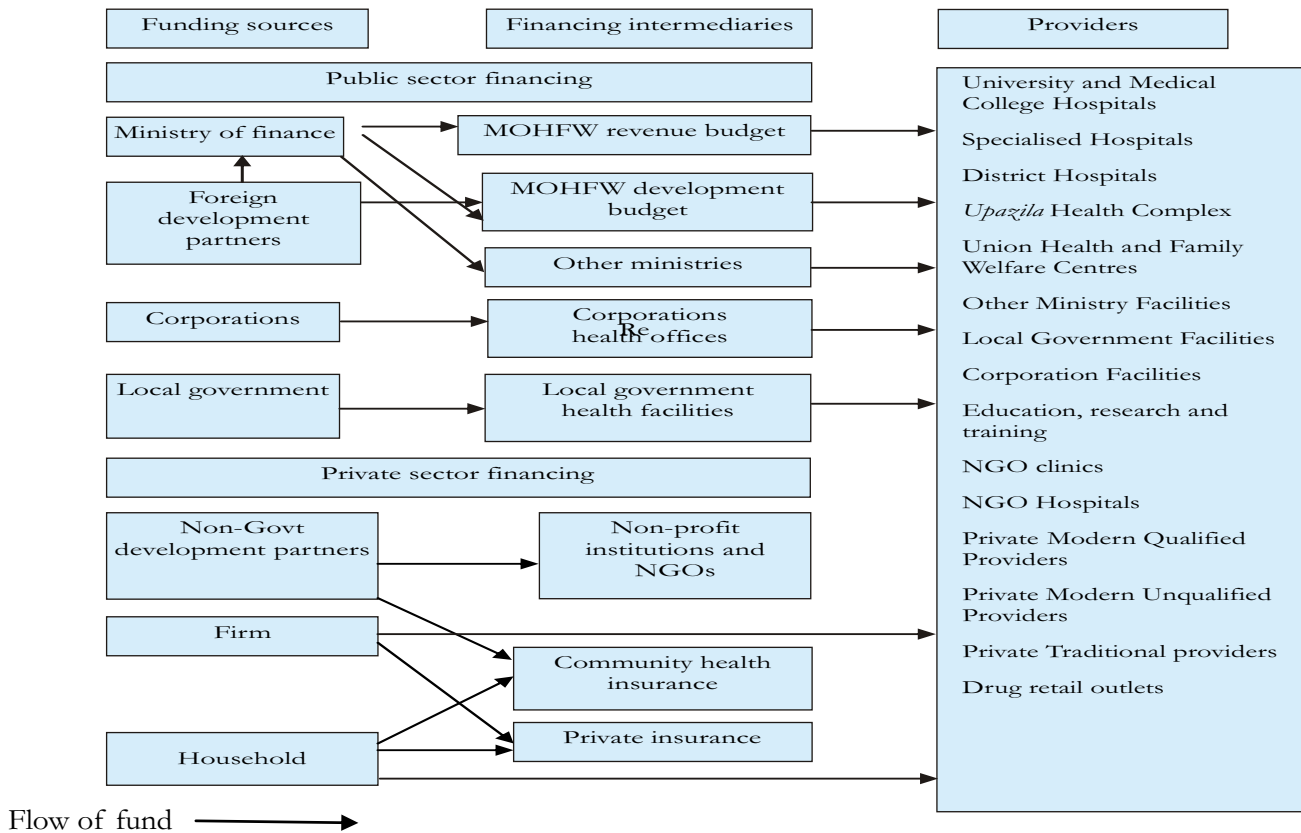 Funding sources
Financing intermediaries
Providers
Public sector financing
Ministry of finance
MOHFW revenue budget
Foreign
development
partners
MOHFW development
budget
Other ministries
Corporations
Corporations
Re
health offices
Local government
Local government
health facilities
Private sector financing
Non-Govt
development partners
Non-profit
institutions and
NGOs
Firm
Community health
insurance
Household
Private insurance
University and Medical
College Hospitals
Specialised Hospitals
District Hospitals
Upazila Health Complex
Union Health and Family
Welfare Centres
Other Ministry Facilities
Local Government Facilities
Corporation Facilities
Education, research and
training
NGO clinics
NGO Hospitals
Private Modern Qualified
Providers
Private Modern Unqualified
Providers
Private Traditional providers
Drug retail outlets
Flow of fund